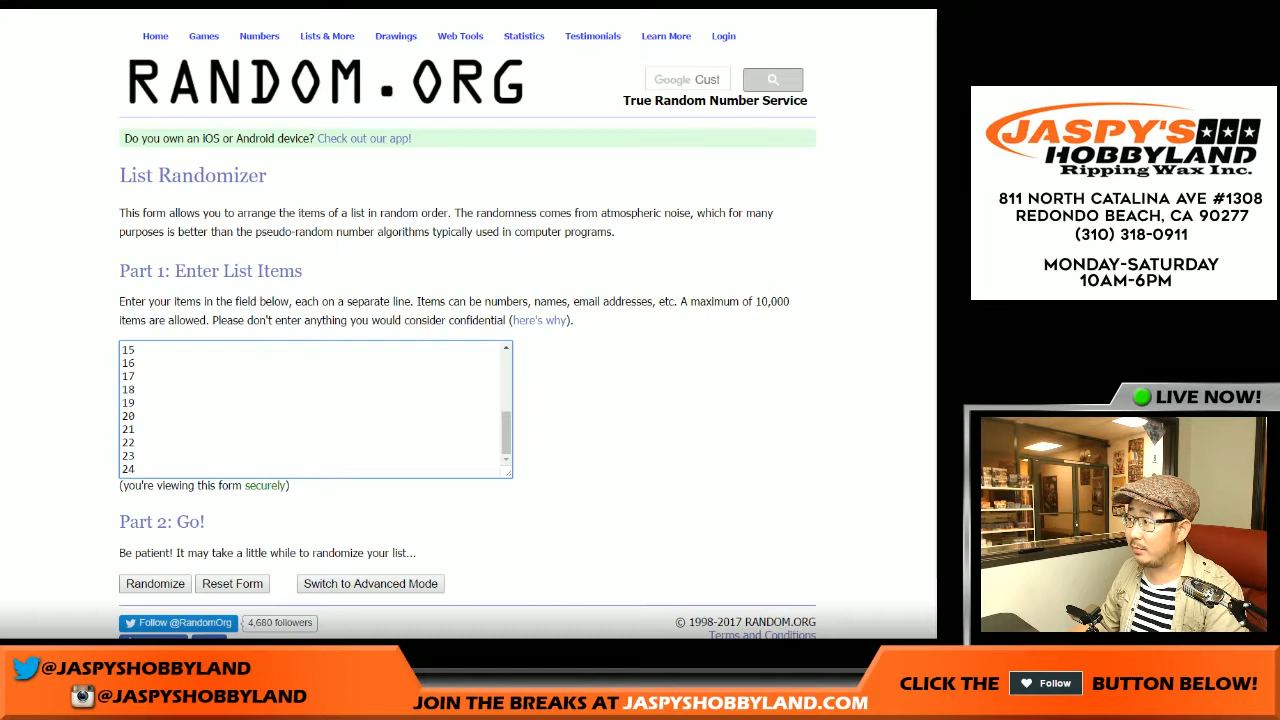 Home Games Numbers Lists & More Drawings Web Tools Statistics Testimonials Learn More Login
RANDOM.ORG
Google Cust
True Random Number Service
Do you own an iOS or Android device? Check out our app!
List Randomizer
This form allows you to arrange the items of a list in random order. The randomness comes from atmospheric noise, which for many
purposes is better than the pseudo-random number algorithms typically used in computer programs.
Part 1: Enter List Items
Enter your items in the field below, each on a separate line. Items can be numbers, names, email addresses, etc. A maximum of 10,000
items are allowed. Please don't enter anything you would consider confidential (here's why).
15
16
17
18
19
20
21
22
23
24
(you're viewing this form securely)
Part 2: Go!
Be patient! It may take a little while to randomize your list...
Randomize Reset Form Switch to Advanced Mode
Follow @RandomOrg 4,680 followers
© 1998-2017 RANDOM.ORG
Terms and Conditions
JASPY'S
HOBBYLAND
Ripping Wax Inc.
811 NORTH CATALINA AVE #1308
REDONDO BEACH, CA 90277
(310) 318-0911
MONDAY-SATURDAY
10AM-6PM
LIVE NOW!
@JASPYSHOBBYLAND
@JASPYSHOBBYLAND
JOIN THE BREAKS AT JASPYSHOBBYLAND.COM
CLICK THE Follow BUTTON BELOW!